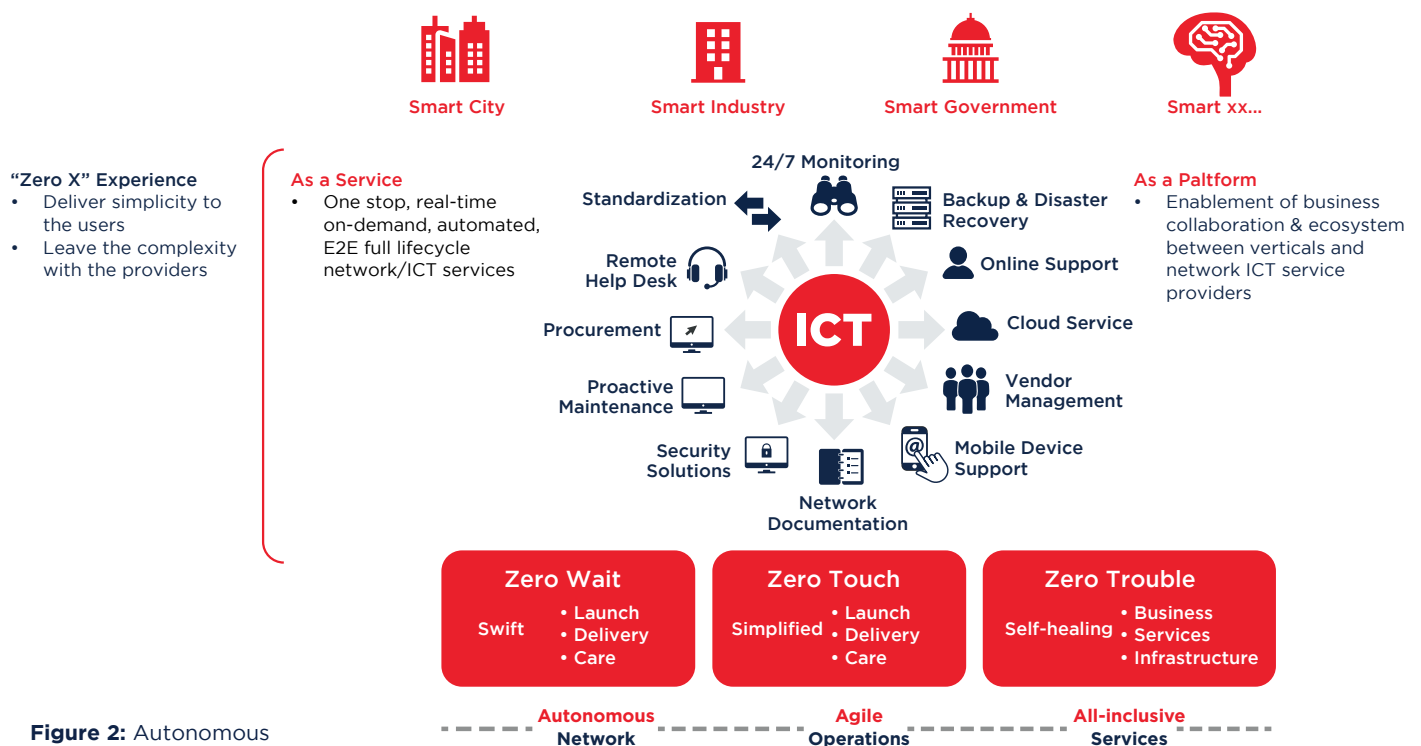 Smart City
Smart Industry
Smart Government
Smart xx...
“Zero X” Experience
• Deliver simplicity to
the users
• Leave the complexity
with the providers
As a Service
• One stop, real-time
on-demand, automated,
E2E full lifecycle
network/ICT services
24/7 Monitoring
Standardization
Backup & Disaster
Recovery
Remote
Help Desk
Online Support
Procurement
ICT
Cloud Service
Proactive
Maintenance
Vendor
Management
Security
Solutions
@
Mobile Device
Support
Network
Documentation
As a Paltform
• Enablement of business
collaboration & ecosystem
between verticals and
network ICT service
providers
Zero Wait
Swift
• Launch
• Delivery
• Care
Zero Touch
Simplified
• Launch
• Delivery
• Care
Zero Trouble
Self-healing
• Business
• Services
• Infrastructure
Autonomous
Network
Agile
Operations
All-inclusive
Services
Figure 2: Autonomous